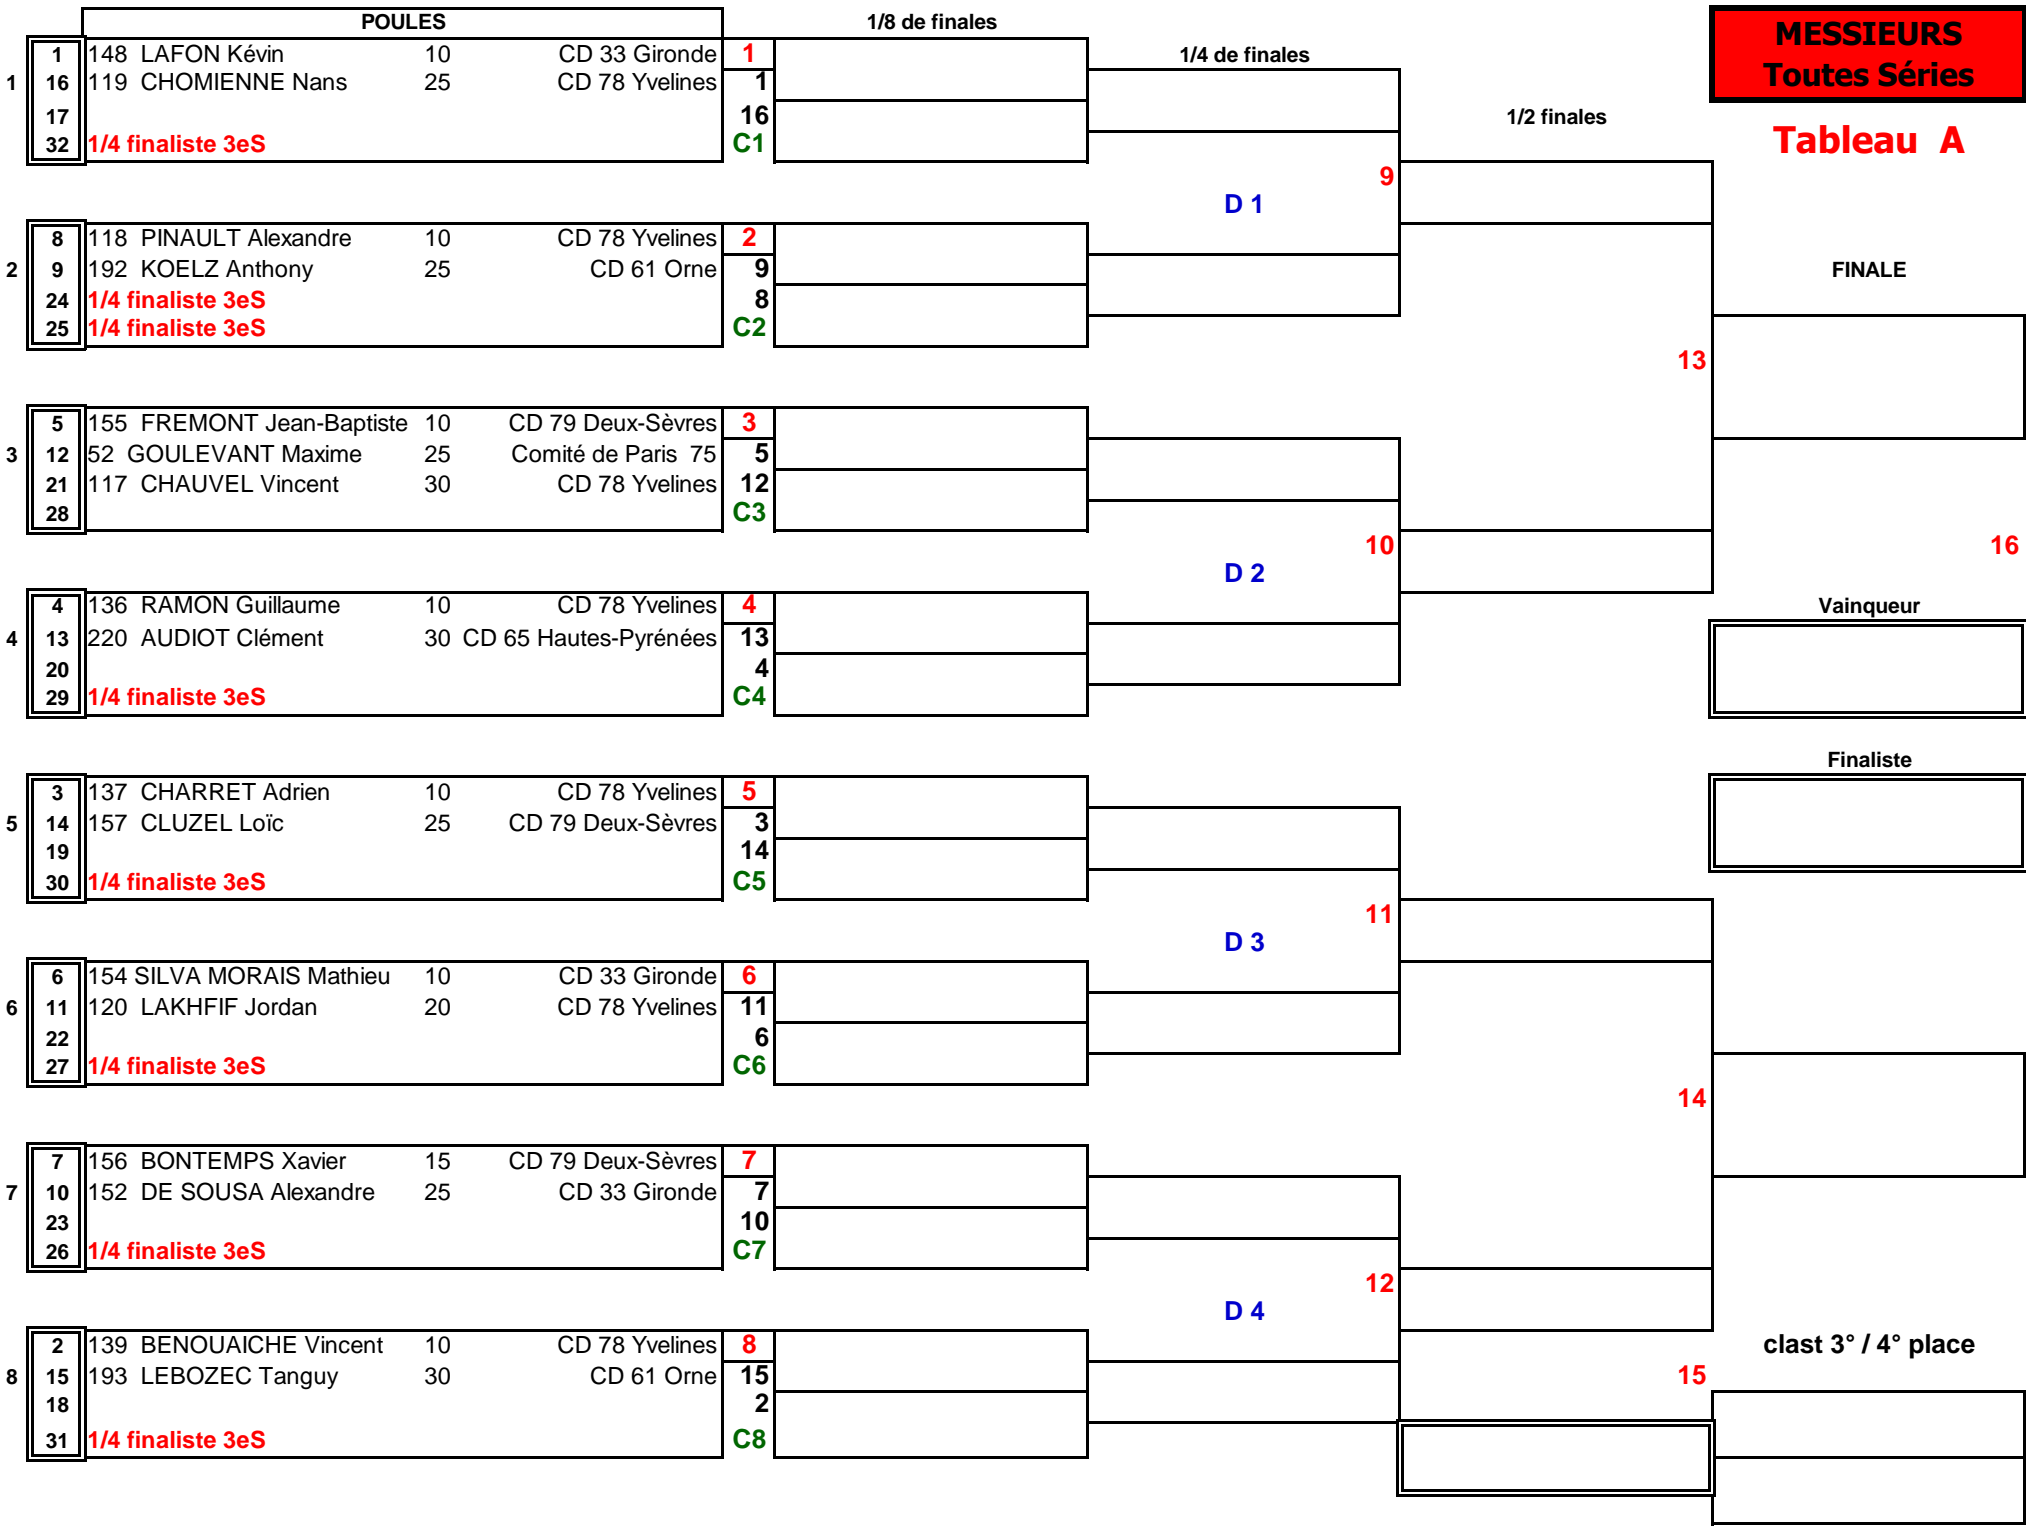 POULES
1/8 de finales
1/4 de finales
1/2 finales
MESSIEURS
Toutes Séries
Tableau A
1
1 148 LAFON Kévin 10 CD 33 Gironde 1
16 119 CHOMIENNE Nans 25 CD 78 Yvelines 1
17 16
32 1/4 finaliste 3eS C1
9
D 1
2
8 118 PINAULT Alexandre 10 CD 78 Yvelines 2
9 192 KOELZ Anthony 25 CD 61 Orne 9
24 1/4 finaliste 3eS 8
25 1/4 finaliste 3eS C2
FINALE
13
3
5 155 FREMONT Jean-Baptiste 10 CD 79 Deux-Sèvres 3
12 52 GOULEVANT Maxime 25 Comité de Paris 75 5
21 117 CHAUVEL Vincent 30 CD 78 Yvelines 12
28 C3
10
16
D 2
4
4 136 RAMON Guillaume 10 CD 78 Yvelines 4
13 220 AUDIOT Clément 30 CD 65 Hautes-Pyrénées 13
20 4
29 1/4 finaliste 3eS C4
Vainqueur
Finaliste
5
3 137 CHARRET Adrien 10 CD 78 Yvelines 5
14 157 CLUZEL Loïc 25 CD 79 Deux-Sèvres 3
19 14
30 1/4 finaliste 3eS C5
11
D 3
6
6 154 SILVA MORAIS Mathieu 10 CD 33 Gironde 6
11 120 LAKHFIF Jordan 20 CD 78 Yvelines 11
22 6
27 1/4 finaliste 3eS C6
14
7
7 156 BONTEMPS Xavier 15 CD 79 Deux-Sèvres 7
10 152 DE SOUSA Alexandre 25 CD 33 Gironde 7
23 10
26 1/4 finaliste 3eS C7
12
D 4
8
2 139 BENOUAICHE Vincent 10 CD 78 Yvelines 8
15 193 LEBOZEC Tanguy 30 CD 61 Orne 15
18 2
31 1/4 finaliste 3eS C8
clast 3° / 4° place
15